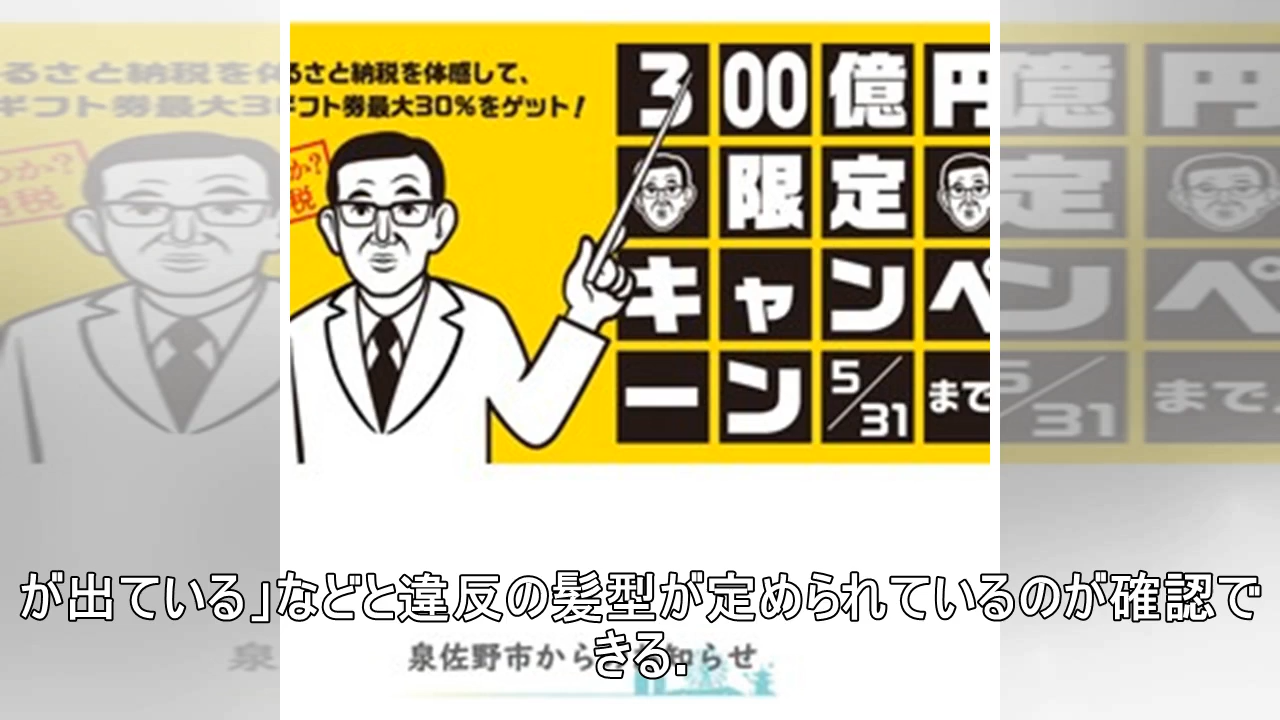 るさと納税を体感して、
ギフト券最大30%をゲット!
か?
税
300億円
限定
キャンペ
ーン 5/31 まで
が出ている」などと違反の髪型が定められているのが確認で
きる.
泉佐野市から 知らせ